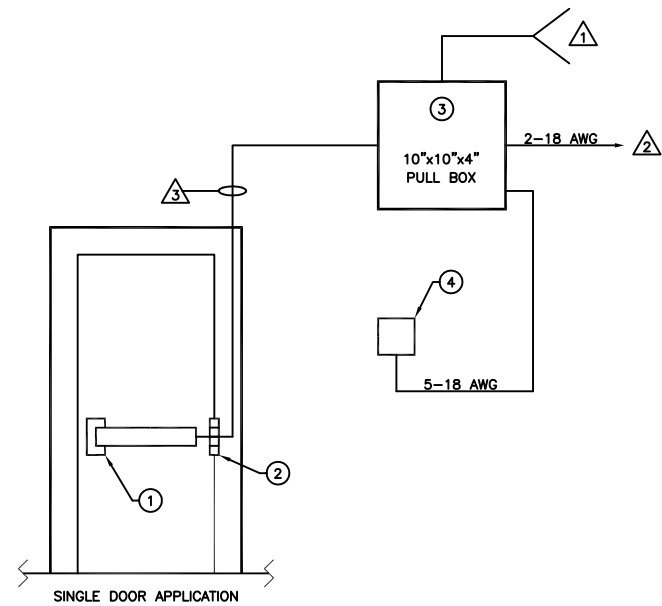 1
3
2-18 AWG
2
10"x10"x4"
PULL BOX
3
4
5-18 AWG
2
1
SINGLE DOOR APPLICATION